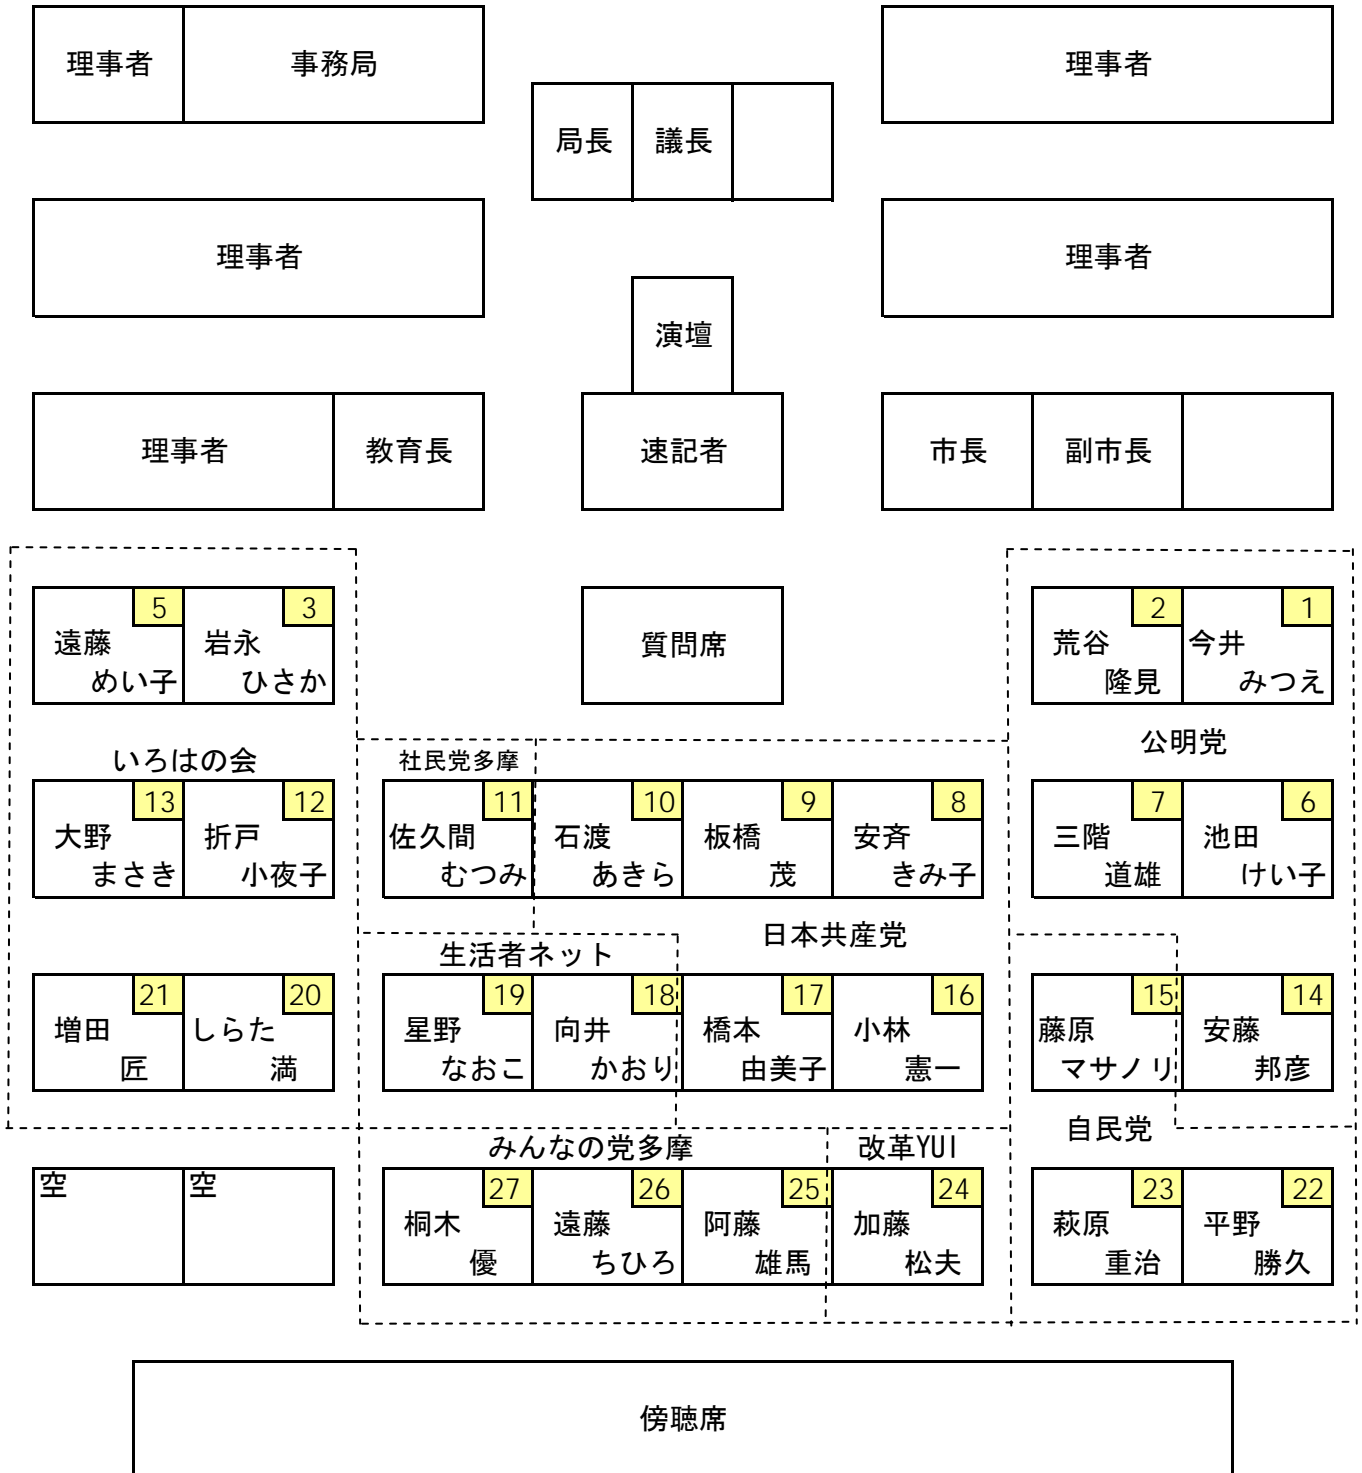 理事者
事務局
理事者
局長
議長
理事者
理事者
演壇
理事者
教育長
速記者
市長
副市長
5
遠藤
めい子
3
岩永
ひさか
質問席
2
荒谷
隆見
1
今井
みつえ
いろはの会
社民党多摩
公明党
13
大野
まさき
12
折戸
小夜子
11
佐久間
むつみ
10
石渡
あきら
9
板橋
茂
8
安斉
きみ子
7
三階
道雄
6
池田
けい子
生活者ネット
日本共産党
21
増田
匠
20
しらた
満
19
星野
なおこ
18
向井
かおり
17
橋本
由美子
16
小林
憲一
15
藤原
マサノリ
14
安藤
邦彦
みんなの党多摩
改革YUI
自民党
空
空
27
桐木
優
26
遠藤
ちひろ
25
阿藤
雄馬
24
加藤
松夫
23
萩原
重治
22
平野
勝久
傍聴席